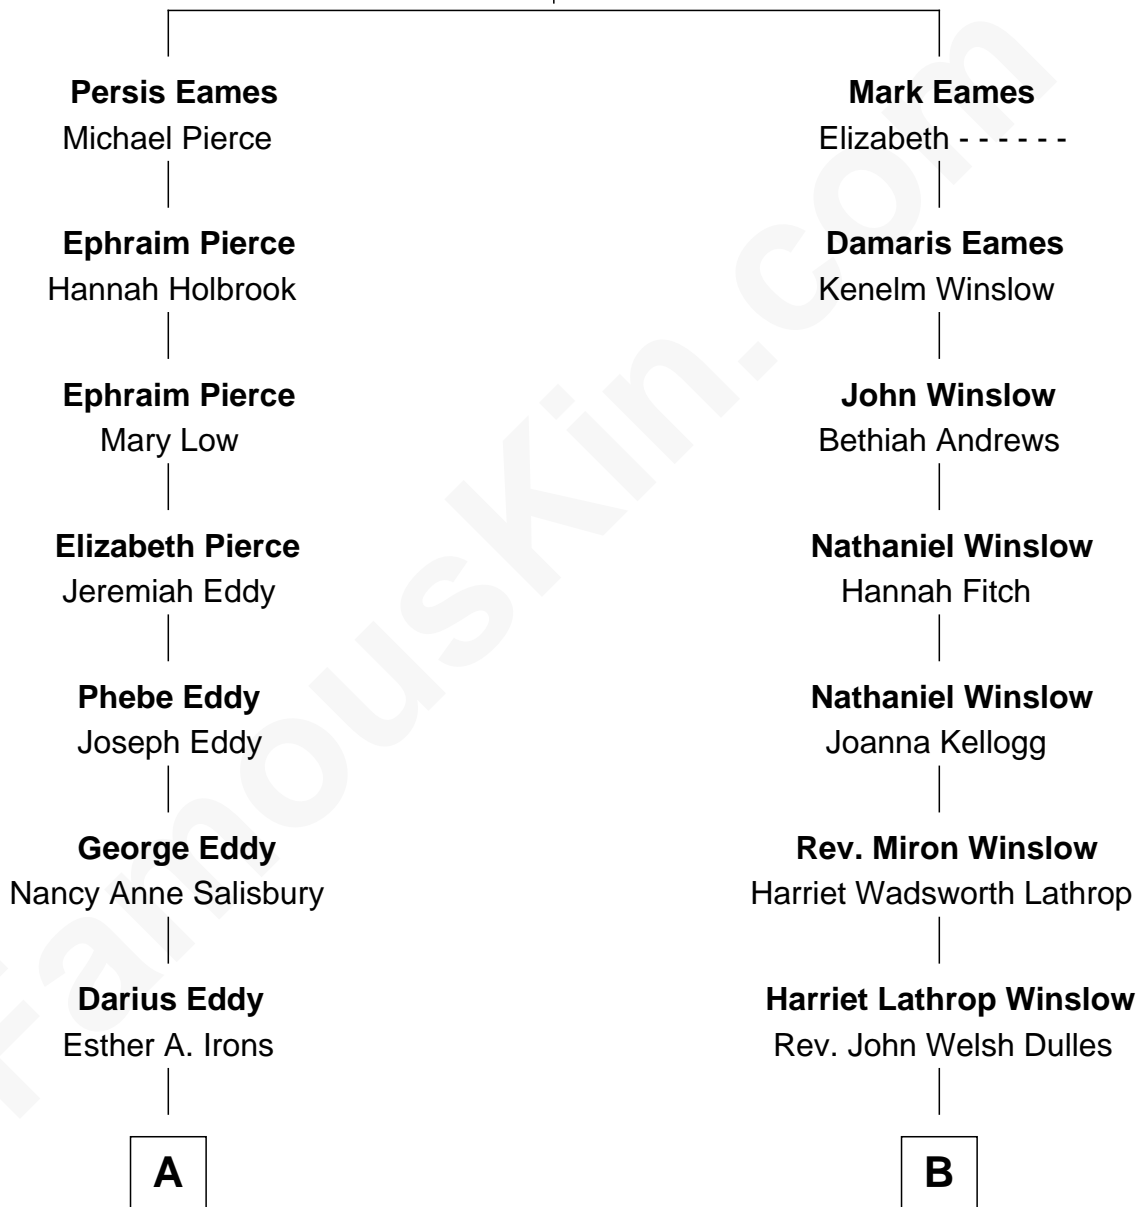 Persis Eames
Michael Pierce
Ephraim Pierce
Hannah Holbrook
Ephraim Pierce
Mary Low
Elizabeth Pierce
Jeremiah Eddy
Phebe Eddy
Joseph Eddy
George Eddy
Nancy Anne Salisbury
Darius Eddy
Esther A. Irons
A
Mark Eames
Elizabeth - - - - - -
Damaris Eames
Kenelm Winslow
John Winslow
Bethiah Andrews
Nathaniel Winslow
Hannah Fitch
Nathaniel Winslow
Joanna Kellogg
Rev. Miron Winslow
Harriet Wadsworth Lathrop
Harriet Lathrop Winslow
Rev. John Welsh Dulles
B
FamousKin.com